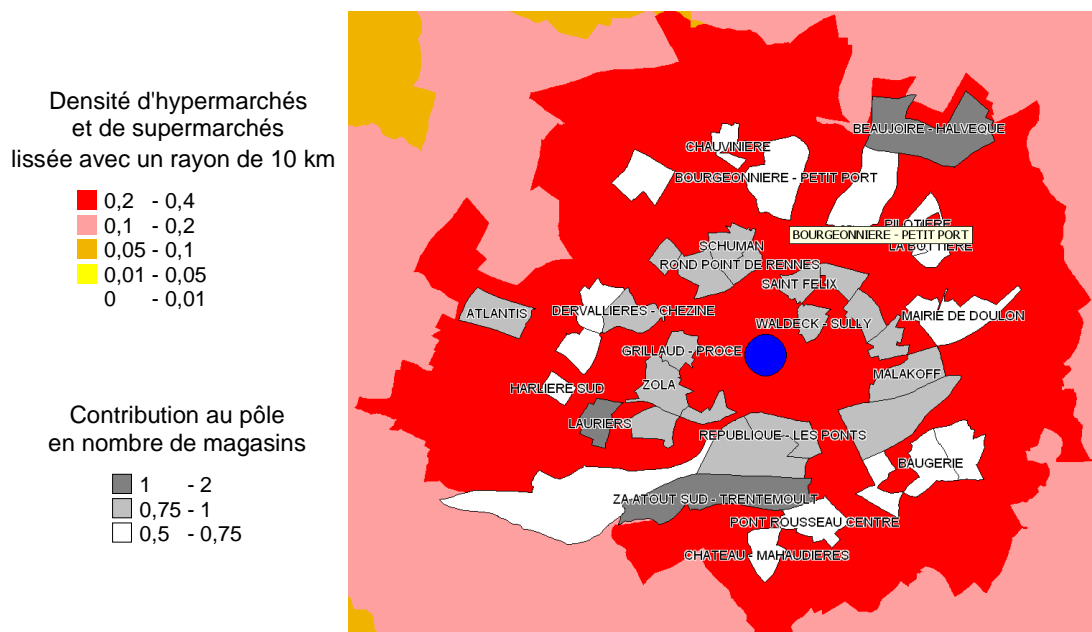 Densité d'hypermarchés
et de supermarchés
lissée avec un rayon de 10 km
0,2 - 0,4
0,1 - 0,2
0,05 - 0,1
0,01 - 0,05
0 - 0,01
Contribution au pôle
en nombre de magasins
1 - 2
0,75 - 1
0,5 - 0,75
BEAUJOIRE - HALVEQUE
CHAUVINIERE
BOURGEONNIERE - PETIT PORT
PILOTIERE
BOURGEONNIERE - PETIT PORT
LA BOTTIERE
SCHUMAN
ROND POINT DE RENNES
SAINT FELIX
ATLANTIS
DERVALLIERES - CHEZINE
WALDECK - SULLY
MAIRIE DE DOULON
GRILLAUD - PROCE
MALAKOFF
HARLIERE SUD
ZOLA
LAURIERS
REPUBLIQUE - LES PONTS
BAUGERIE
ZA ATOUT SUD - TRENTEMOULT
PONT ROUSSEAU CENTRE
CHATEAU - MAHAUDIERES